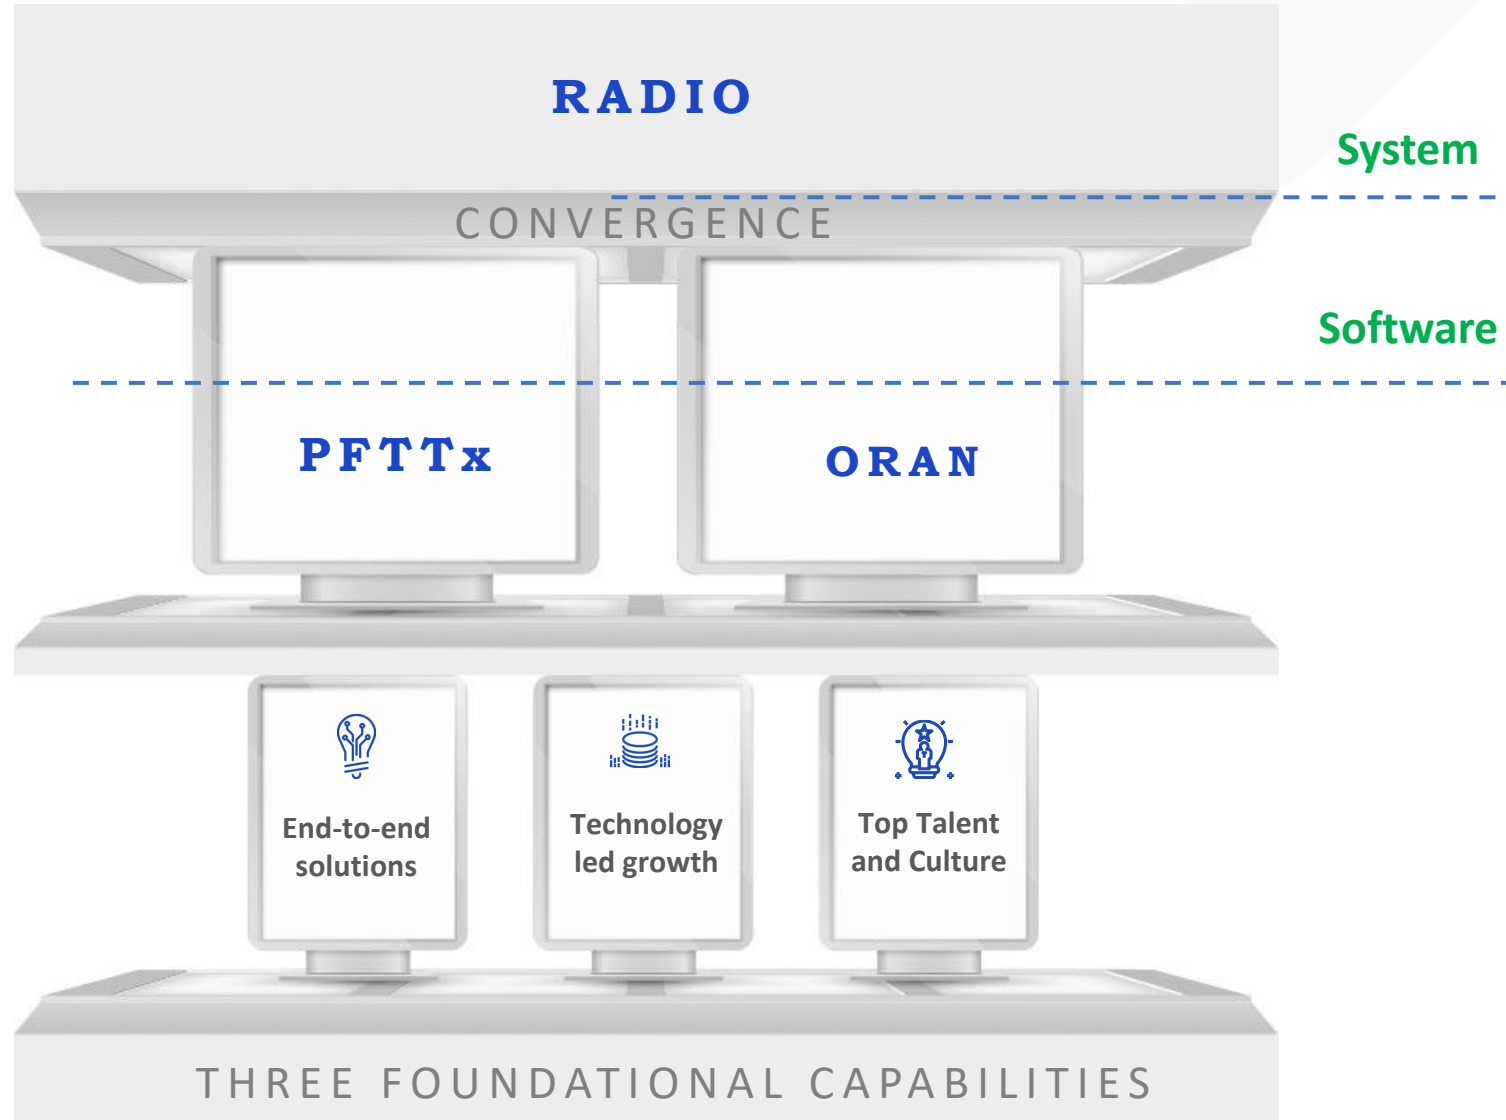 RADIO
System
CONVERGENCE
Software
PFTTx
ORAN
End-to-end
solutions
Technology
led growth
Top Talent
and Culture
THREE FOUNDATIONAL CAPABILITIES